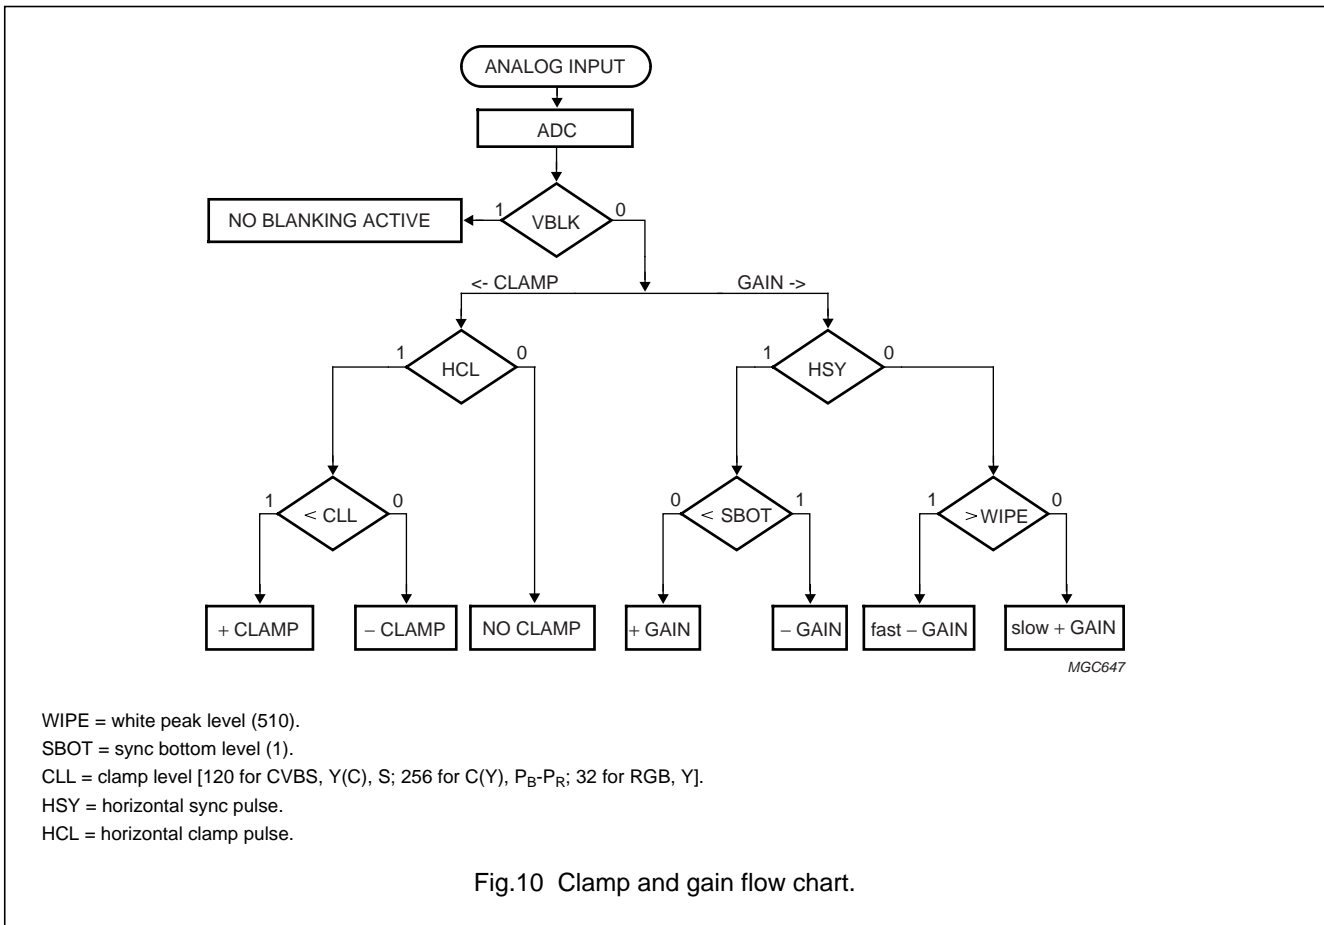 ANALOG INPUT
ADC
1 VBLK 0
NO BLANKING ACTIVE
<- CLAMP GAIN ->
1 HCL 0 1 HSY 0
1 < CLL 0 0 < SBOT 1 1 > WIPE 0
+ CLAMP − CLAMP NO CLAMP + GAIN − GAIN fast − GAIN slow + GAIN
MGC647
WIPE = white peak level (510).
SBOT = sync bottom level (1).
CLL = clamp level [120 for CVBS, Y(C), S; 256 for C(Y), PB-PR; 32 for RGB, Y].
HSY = horizontal sync pulse.
HCL = horizontal clamp pulse.
Fig.10 Clamp and gain flow chart.